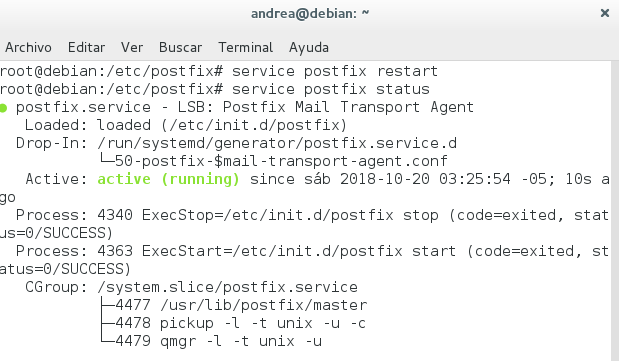 andrea@debian: ~
Archivo Editar Ver Buscar Terminal Ayuda
root@debian:/etc/postfix# service postfix restart
root@debian:/etc/postfix# service postfix status
● postfix.service - LSB: Postfix Mail Transport Agent
Loaded: loaded (/etc/init.d/postfix)
Drop-In: /run/systemd/generator/postfix.service.d
└─50-postfix-$mail-transport-agent.conf
Active: active (running) since sáb 2018-10-20 03:25:54 -05; 10s a
go
Process: 4340 ExecStop=/etc/init.d/postfix stop (code=exited, stat
us=0/SUCCESS)
Process: 4363 ExecStart=/etc/init.d/postfix start (code=exited, st
atus=0/SUCCESS)
CGroup: /system.slice/postfix.service
├─4477 /usr/lib/postfix/master
├─4478 pickup -l -t unix -u -c
└─4479 qmgr -l -t unix -u